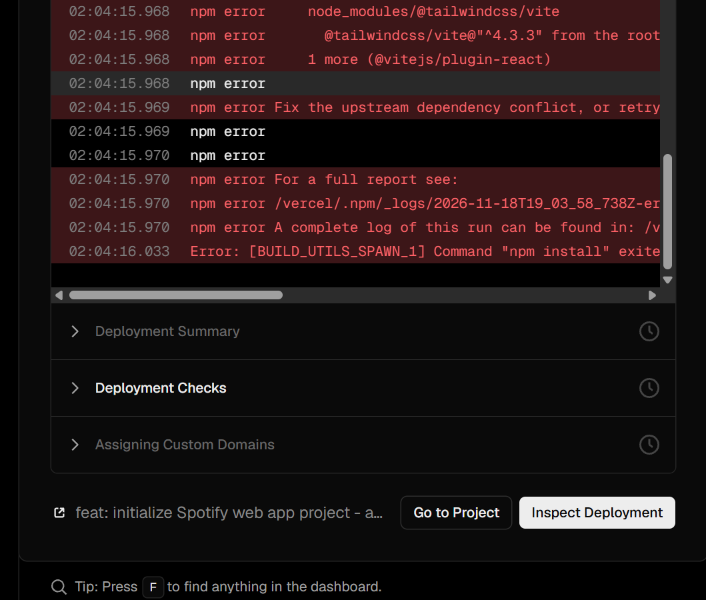 02:04:15.968 npm error     node_modules/@tailwindcss/vite
02:04:15.968 npm error       @tailwindcss/vite@"^4.3.3" from the root
02:04:15.968 npm error     1 more (@vitejs/plugin-react)
02:04:15.968 npm error
02:04:15.969 npm error Fix the upstream dependency conflict, or retry
02:04:15.969 npm error
02:04:15.970 npm error
02:04:15.970 npm error For a full report see:
02:04:15.970 npm error /vercel/.npm/_logs/2026-11-18T19_03_58_738Z-er
02:04:15.970 npm error A complete log of this run can be found in: /v
02:04:16.033 Error: [BUILD_UTILS_SPAWN_1] Command "npm install" exite
Deployment Summary
Deployment Checks
Assigning Custom Domains
feat: initialize Spotify web app project - a... Go to Project Inspect Deployment
Tip: Press F to find anything in the dashboard.